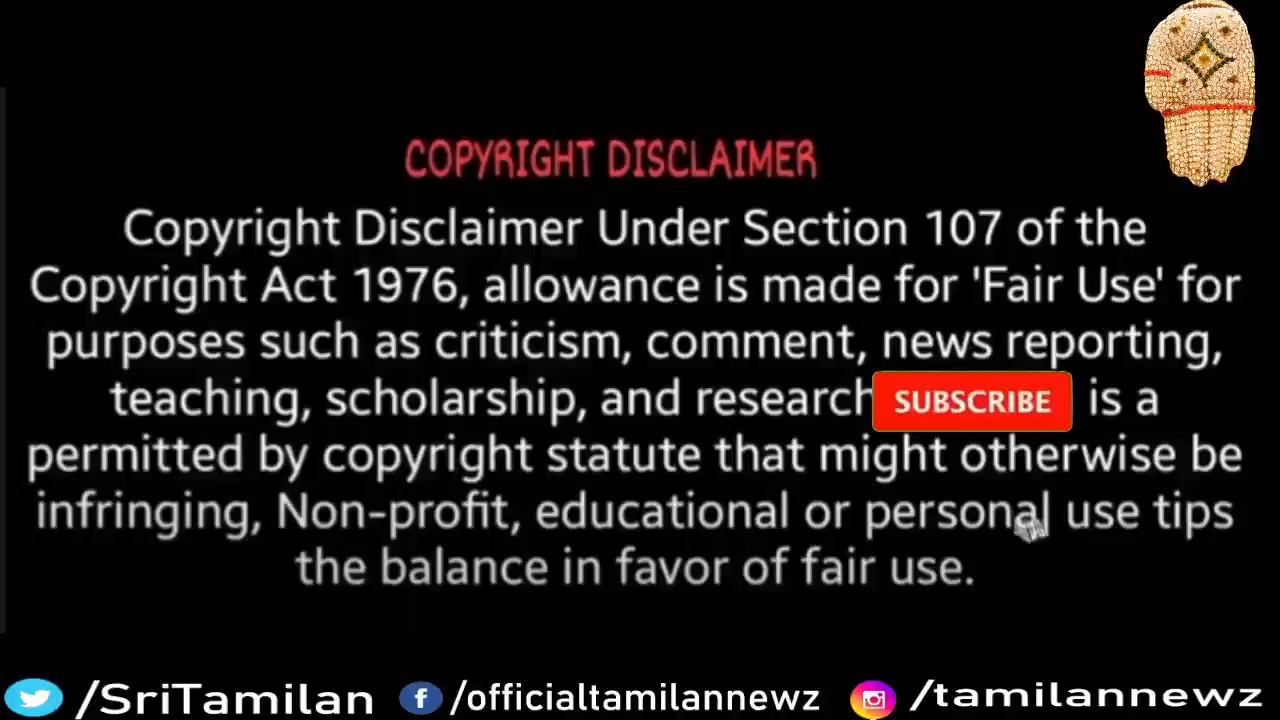 COPYRIGHT DISCLAIMER
Copyright Disclaimer Under Section 107 of the
Copyright Act 1976, allowance is made for 'Fair Use' for
purposes such as criticism, comment, news reporting,
teaching, scholarship, and research SUBSCRIBE is a
permitted by copyright statute that might otherwise be
infringing, Non-profit, educational or personal use tips
the balance in favor of fair use.
/SriTamilan /officialtamilannewz /tamilannewz